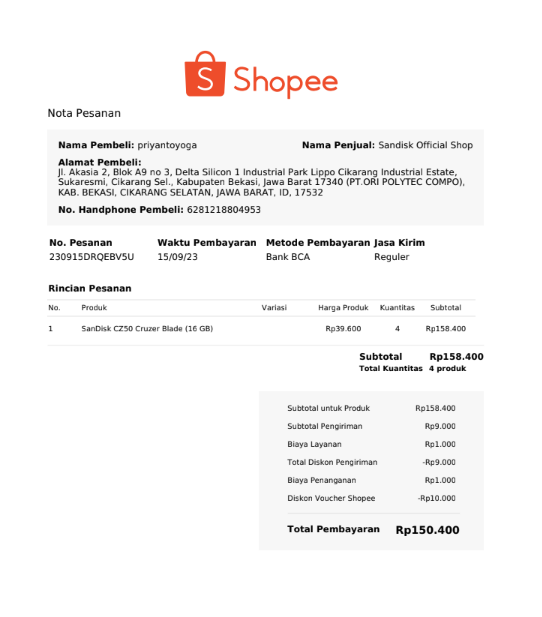 S Shopee
Nota Pesanan
Nama Pembeli: priyantoyoga Nama Penjual: Sandisk Official Shop
Alamat Pembeli:
Jl. Akasia 2, Blok A9 no 3, Delta Silicon 1 Industrial Park Lippo Cikarang Industrial Estate,
Sukaresmi, Cikarang Sel., Kabupaten Bekasi, Jawa Barat 17340 (PT.ORI POLYTEC COMPO),
KAB. BEKASI, CIKARANG SELATAN, JAWA BARAT, ID, 17532
No. Handphone Pembeli: 6281218804953
No. Pesanan Waktu Pembayaran Metode Pembayaran Jasa Kirim
230915DRQEBV5U 15/09/23 Bank BCA Reguler
Rincian Pesanan
No. Produk Variasi Harga Produk Kuantitas Subtotal
1 SanDisk CZ50 Cruzer Blade (16 GB) Rp39.600 4 Rp158.400
Subtotal Rp158.400
Total Kuantitas 4 produk
Subtotal untuk Produk Rp158.400
Subtotal Pengiriman Rp9.000
Biaya Layanan Rp1.000
Total Diskon Pengiriman -Rp9.000
Biaya Penanganan Rp1.000
Diskon Voucher Shopee -Rp10.000
Total Pembayaran Rp150.400